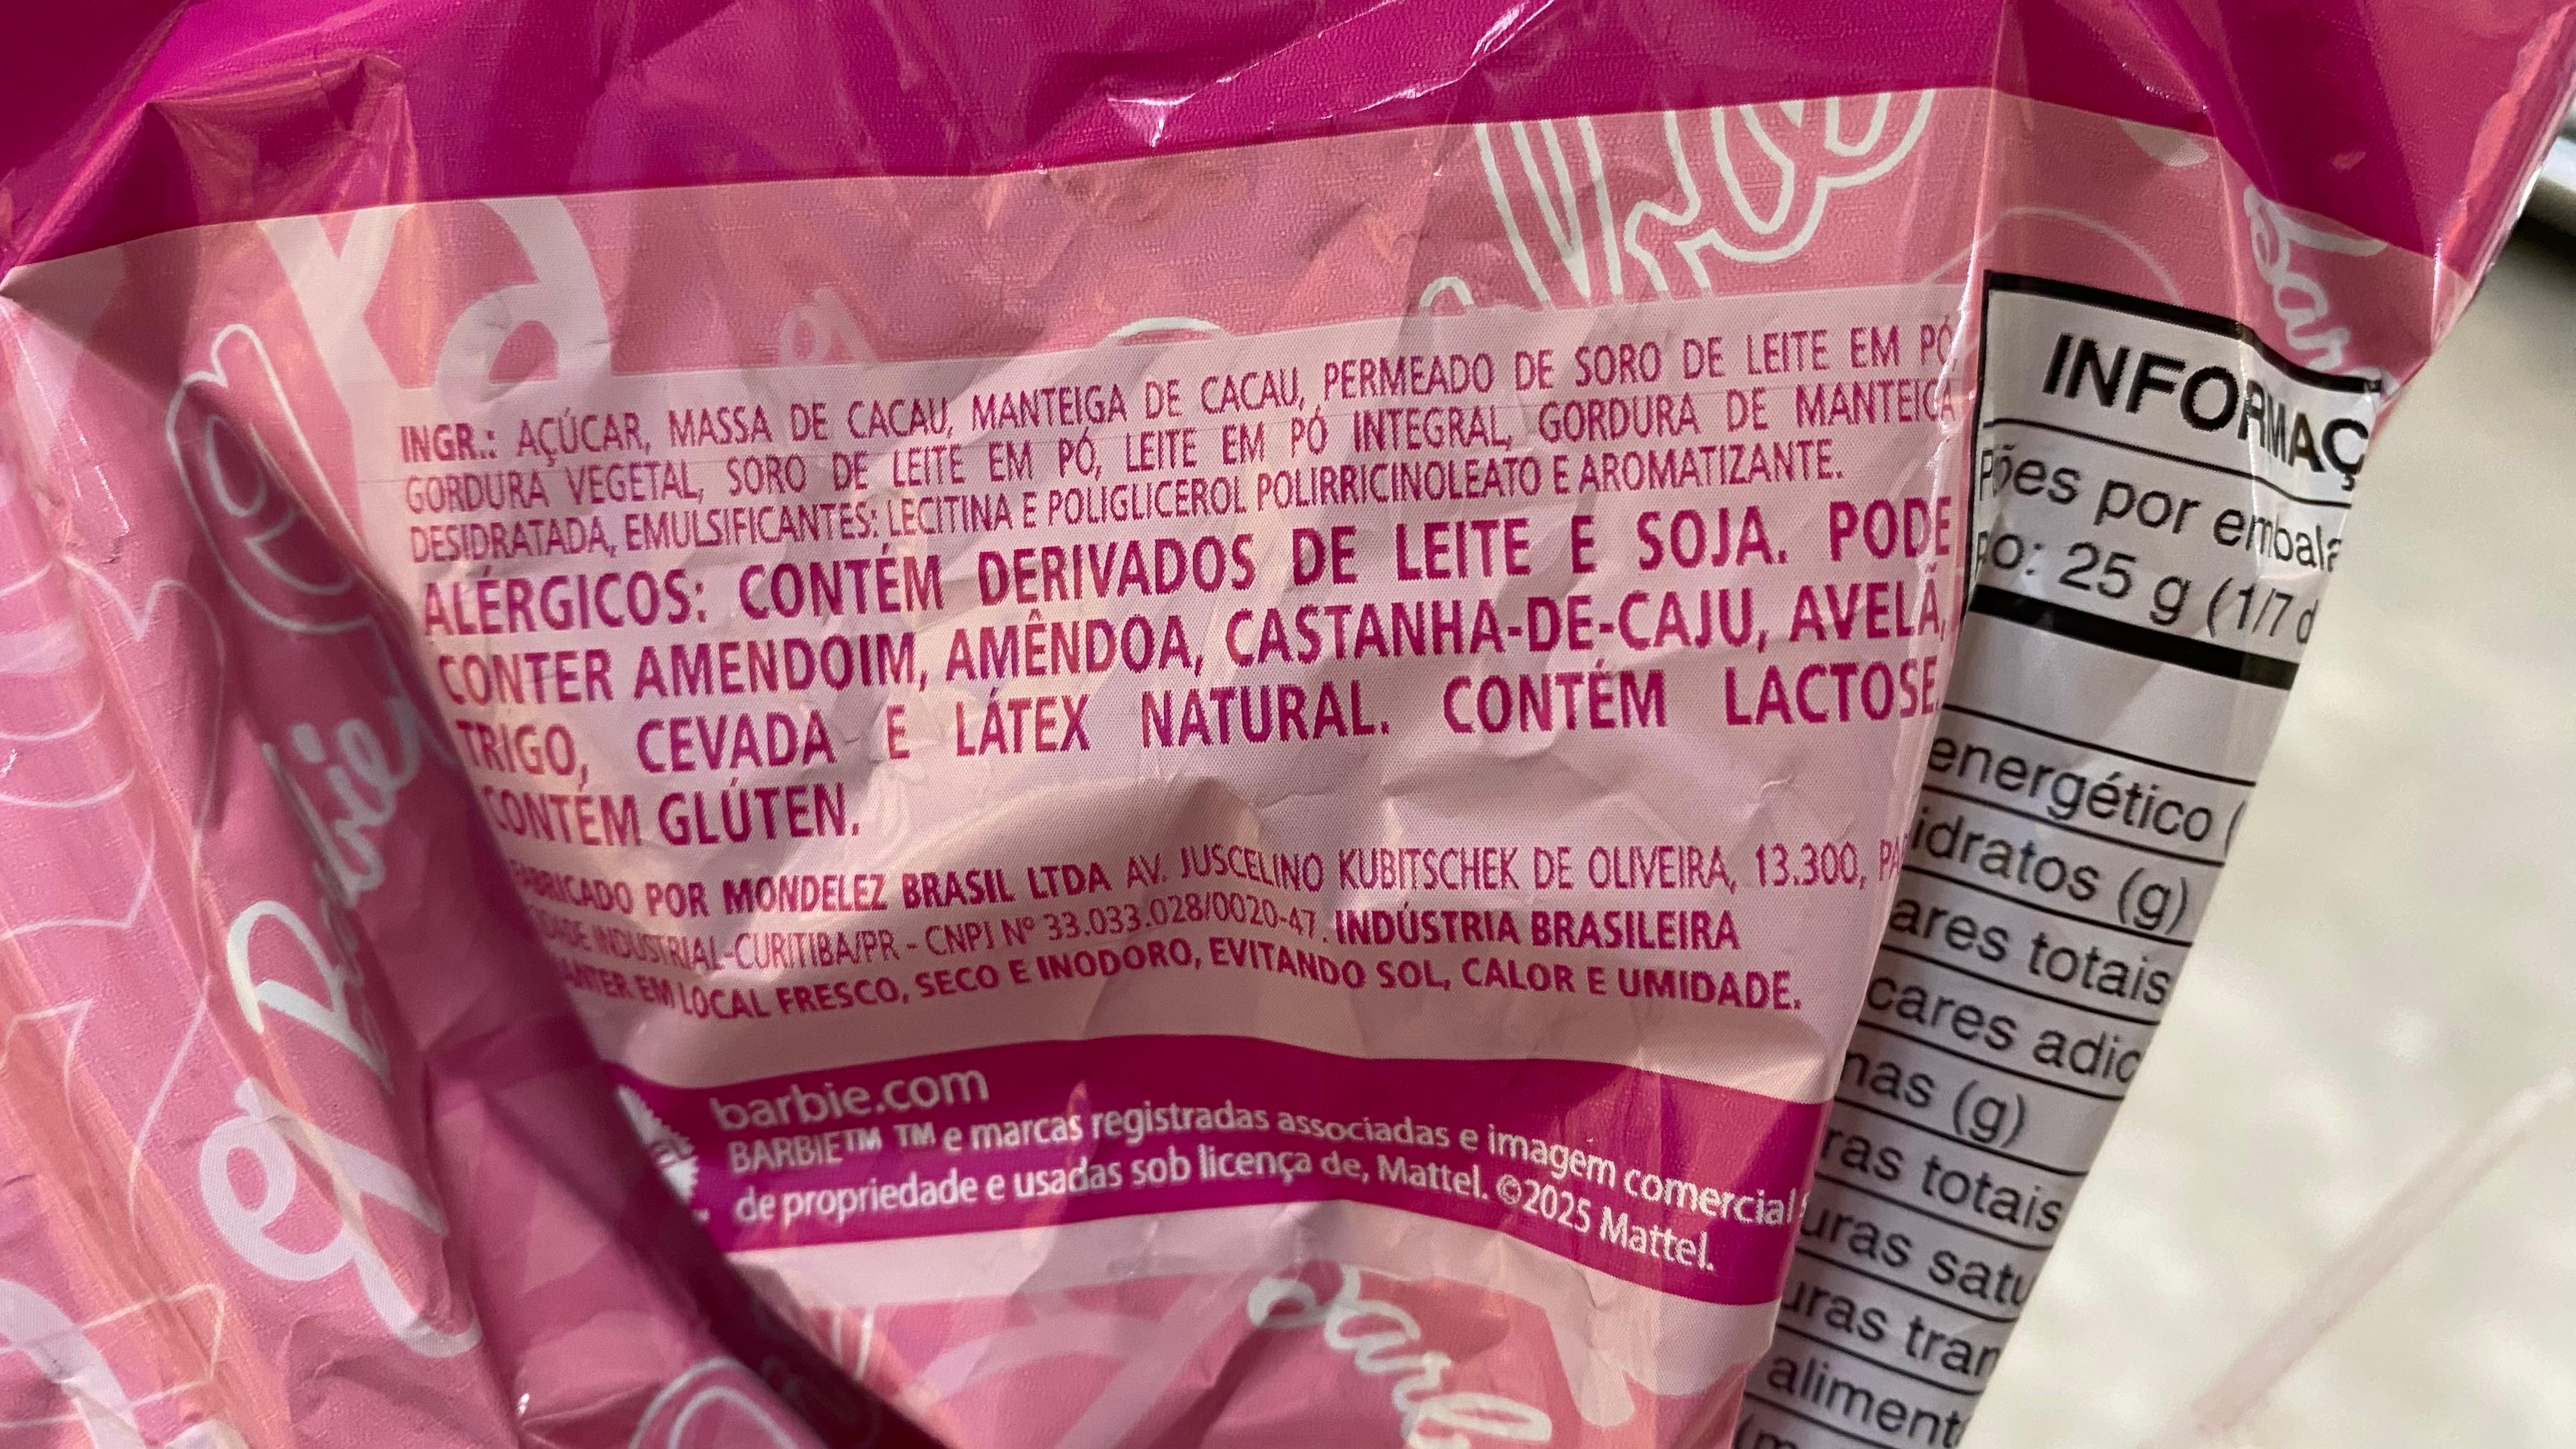 INGR.: AÇÚCAR, MASSA DE CACAU, MANTEIGA DE CACAU, PERMEADO DE SORO DE LEITE EM PÓ,
GORDURA VEGETAL, SORO DE LEITE EM PÓ, LEITE EM PÓ INTEGRAL, GORDURA DE MANTEIGA
DESIDRATADA, EMULSIFICANTES: LECITINA E POLIGLICEROL POLIRRICINOLEATO E AROMATIZANTE.
ALÉRGICOS: CONTÉM DERIVADOS DE LEITE E SOJA. PODE
CONTER AMENDOIM, AMÊNDOA, CASTANHA-DE-CAJU, AVELÃ,
TRIGO, CEVADA E LÁTEX NATURAL. CONTÉM LACTOSE.
CONTÉM GLÚTEN.
FABRICADO POR MONDELEZ BRASIL LTDA AV. JUSCELINO KUBITSCHEK DE OLIVEIRA, 13.300,
INDUSTRIAL-CURITIBA/PR - CNPJ Nº 33.033.028/0020-47. INDÚSTRIA BRASILEIRA
MANTER EM LOCAL FRESCO, SECO E INODORO, EVITANDO SOL, CALOR E UMIDADE.
barbie.com
BARBIE™ TM e marcas registradas associadas e imagem comercial
de propriedade e usadas sob licença de, Mattel. ©2025 Mattel.
INFORMAÇ
ões por embala
o: 25 g (1/7 d
energético (
idratos (g)
ares totais
cares adic
nas (g)
ras totais
uras satu
uras tran
aliment
Barbie
Barb